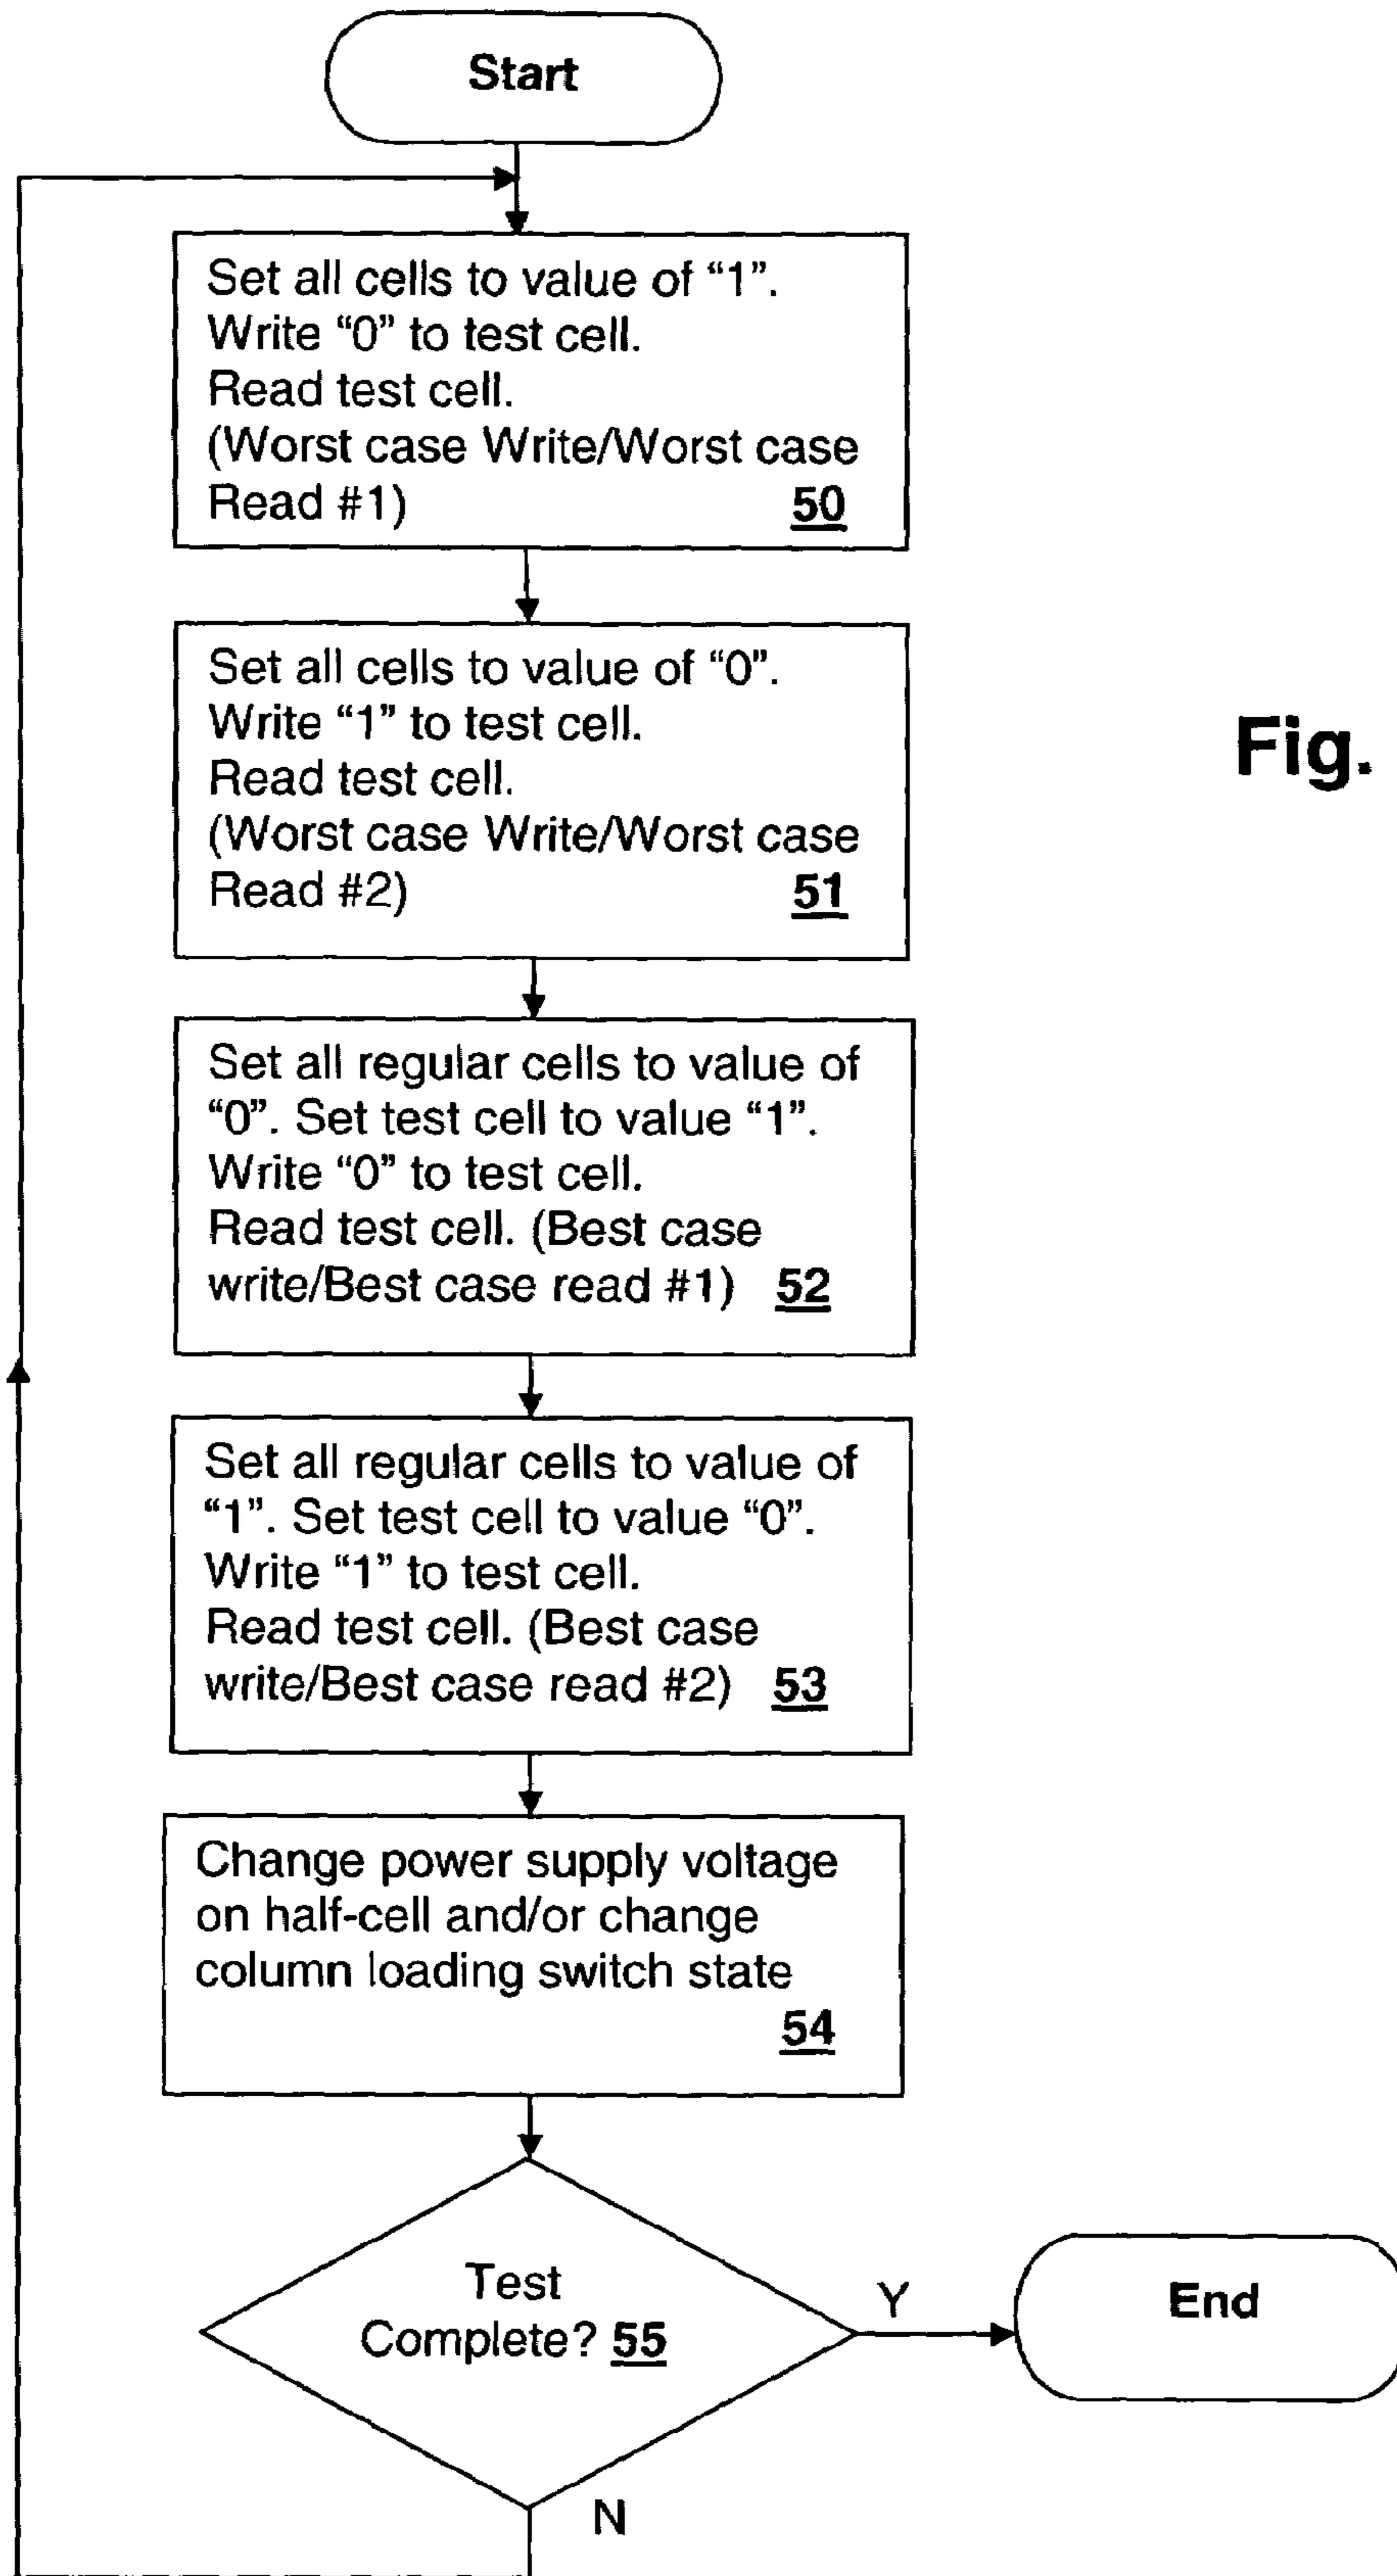 Start
Set all cells to value of “1”.
Write “0” to test cell.
Read test cell.
(Worst case Write/Worst case
Read #1) 50
Set all cells to value of “0”.
Write “1” to test cell.
Read test cell.
(Worst case Write/Worst case
Read #2) 51
Fig.
Set all regular cells to value of
“0”. Set test cell to value “1”.
Write “0” to test cell.
Read test cell. (Best case
write/Best case read #1) 52
Set all regular cells to value of
“1”. Set test cell to value “0”.
Write “1” to test cell.
Read test cell. (Best case
write/Best case read #2) 53
Change power supply voltage
on half-cell and/or change
column loading switch state
54
Test
Complete? 55
Y
End
N